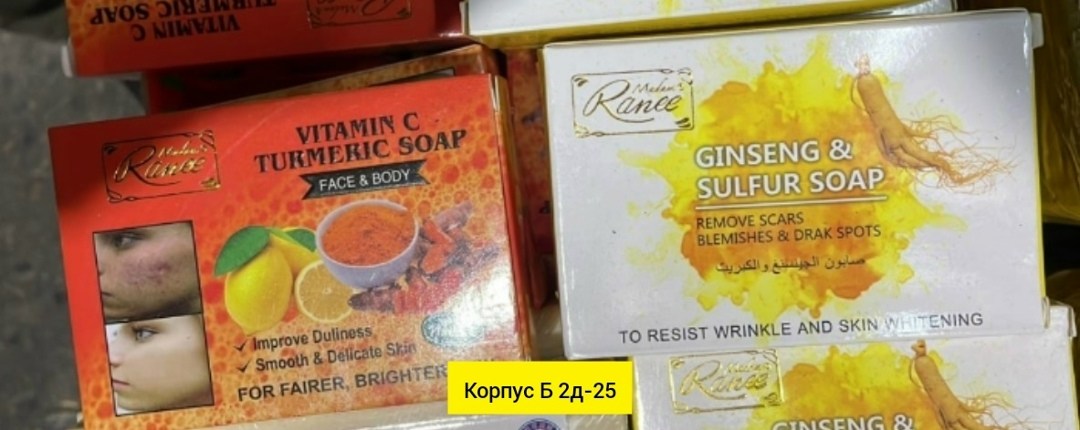 VITAMIN C
TURMERIC SOAP
Madam
Ranee
VITAMIN C
TURMERIC SOAP
FACE & BODY
✓ Improve Duliness
✓ Smooth & Delicate Skin
FOR FAIRER, BRIGHTER
Madam
Ranee
GINSENG &
SULFUR SOAP
REMOVE SCARS
BLEMISHES & DRAK SPOTS
صابون الجينسنغ والكبريت
TO RESIST WRINKLE AND SKIN WHITENING
Корпус Б 2д-25
Madam
Ranee
GINSENG &